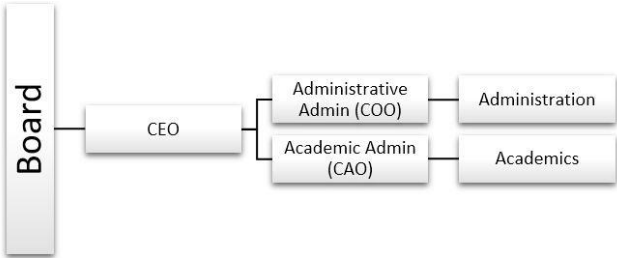 Board
CEO
Administrative
Admin (COO)
Administration
Academic Admin
(CAO)
Academics